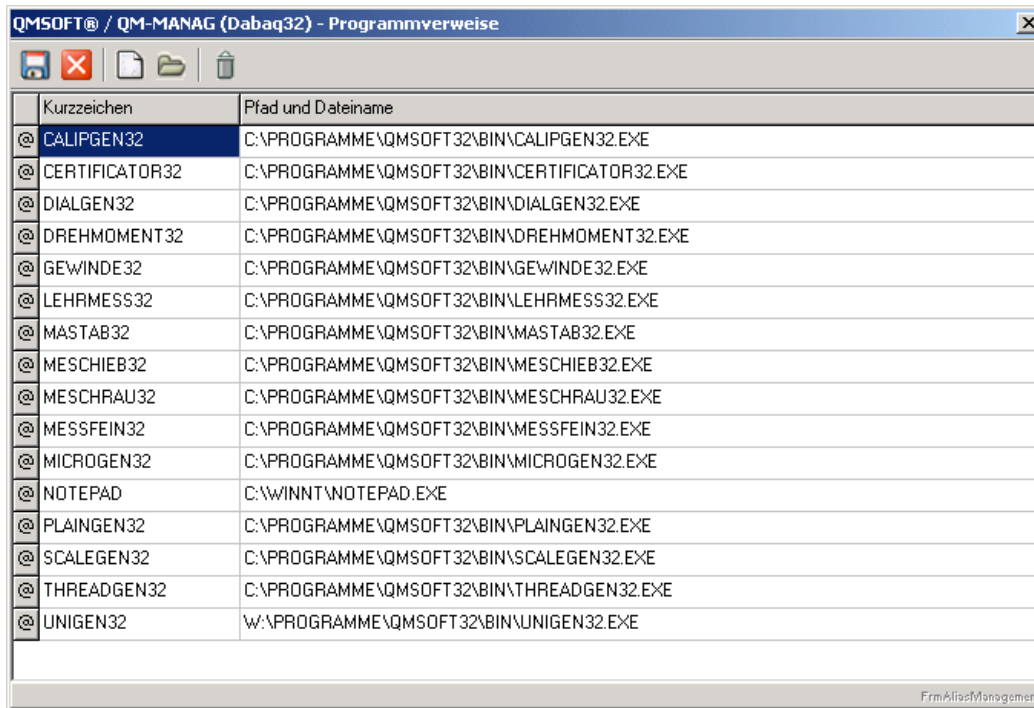 QMSOFT® / QM-MANAG (Dabaq32) - Programmverweise
Kurzzeichen Pfad und Dateiname
@ CALIPGEN32 C:\PROGRAMME\QMSOFT32\BIN\CALIPGEN32.EXE
@ CERTIFICATOR32 C:\PROGRAMME\QMSOFT32\BIN\CERTIFICATOR32.EXE
@ DIALGEN32 C:\PROGRAMME\QMSOFT32\BIN\DIALGEN32.EXE
@ DREHMOMENT32 C:\PROGRAMME\QMSOFT32\BIN\DREHMOMENT32.EXE
@ GEWINDE32 C:\PROGRAMME\QMSOFT32\BIN\GEWINDE32.EXE
@ LEHRMESS32 C:\PROGRAMME\QMSOFT32\BIN\LEHRMESS32.EXE
@ MASTAB32 C:\PROGRAMME\QMSOFT32\BIN\MASTAB32.EXE
@ MESCHIEB32 C:\PROGRAMME\QMSOFT32\BIN\MESCHIEB32.EXE
@ MESCHRAU32 C:\PROGRAMME\QMSOFT32\BIN\MESCHRAU32.EXE
@ MESSFEIN32 C:\PROGRAMME\QMSOFT32\BIN\MESSFEIN32.EXE
@ MICROGEN32 C:\PROGRAMME\QMSOFT32\BIN\MICROGEN32.EXE
@ NOTEPAD C:\WINNT\NOTEPAD.EXE
@ PLAINGEN32 C:\PROGRAMME\QMSOFT32\BIN\PLAINGEN32.EXE
@ SCALEGEN32 C:\PROGRAMME\QMSOFT32\BIN\SCALEGEN32.EXE
@ THREADGEN32 C:\PROGRAMME\QMSOFT32\BIN\THREADGEN32.EXE
@ UNIGEN32 W:\PROGRAMME\QMSOFT32\BIN\UNIGEN32.EXE
FrmAliasManagemen